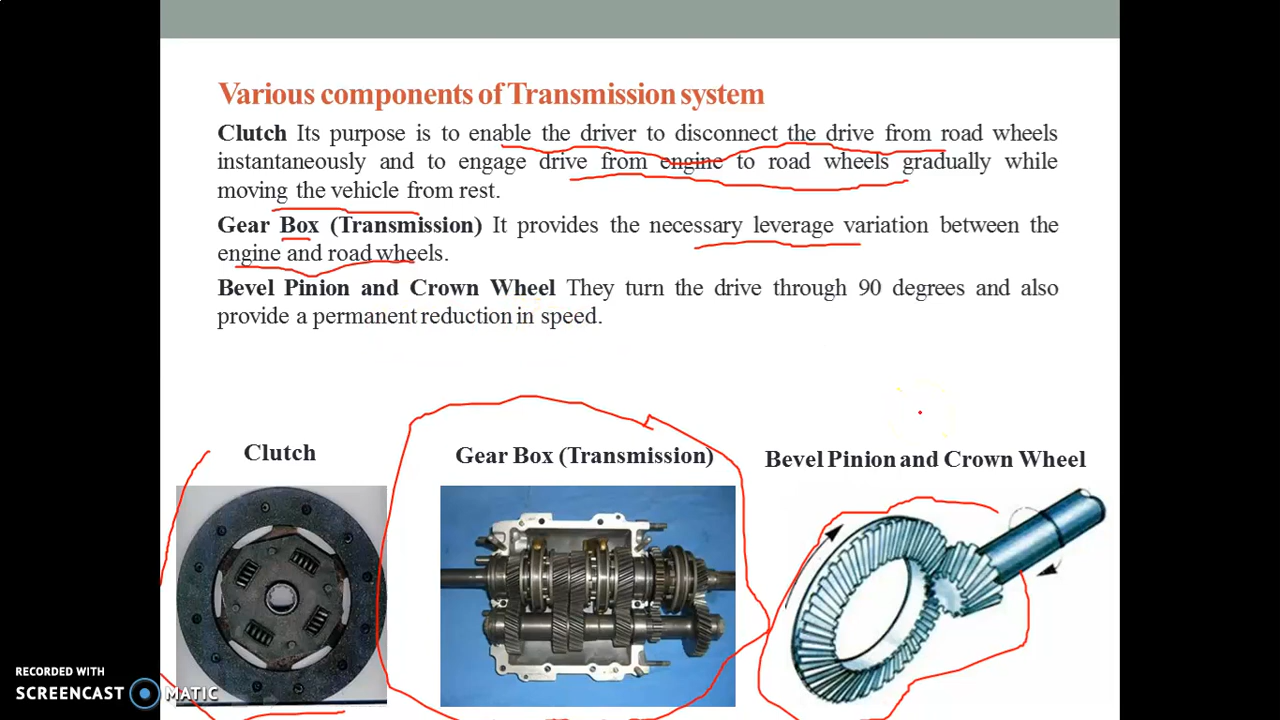 Various components of Transmission system
Clutch Its purpose is to enable the driver to disconnect the drive from road wheels
instantaneously and to engage drive from engine to road wheels gradually while
moving the vehicle from rest.
Gear Box (Transmission) It provides the necessary leverage variation between the
engine and road wheels.
Bevel Pinion and Crown Wheel They turn the drive through 90 degrees and also
provide a permanent reduction in speed.
Clutch
Gear Box (Transmission)
Bevel Pinion and Crown Wheel
RECORDED WITH
SCREENCAST MATIC